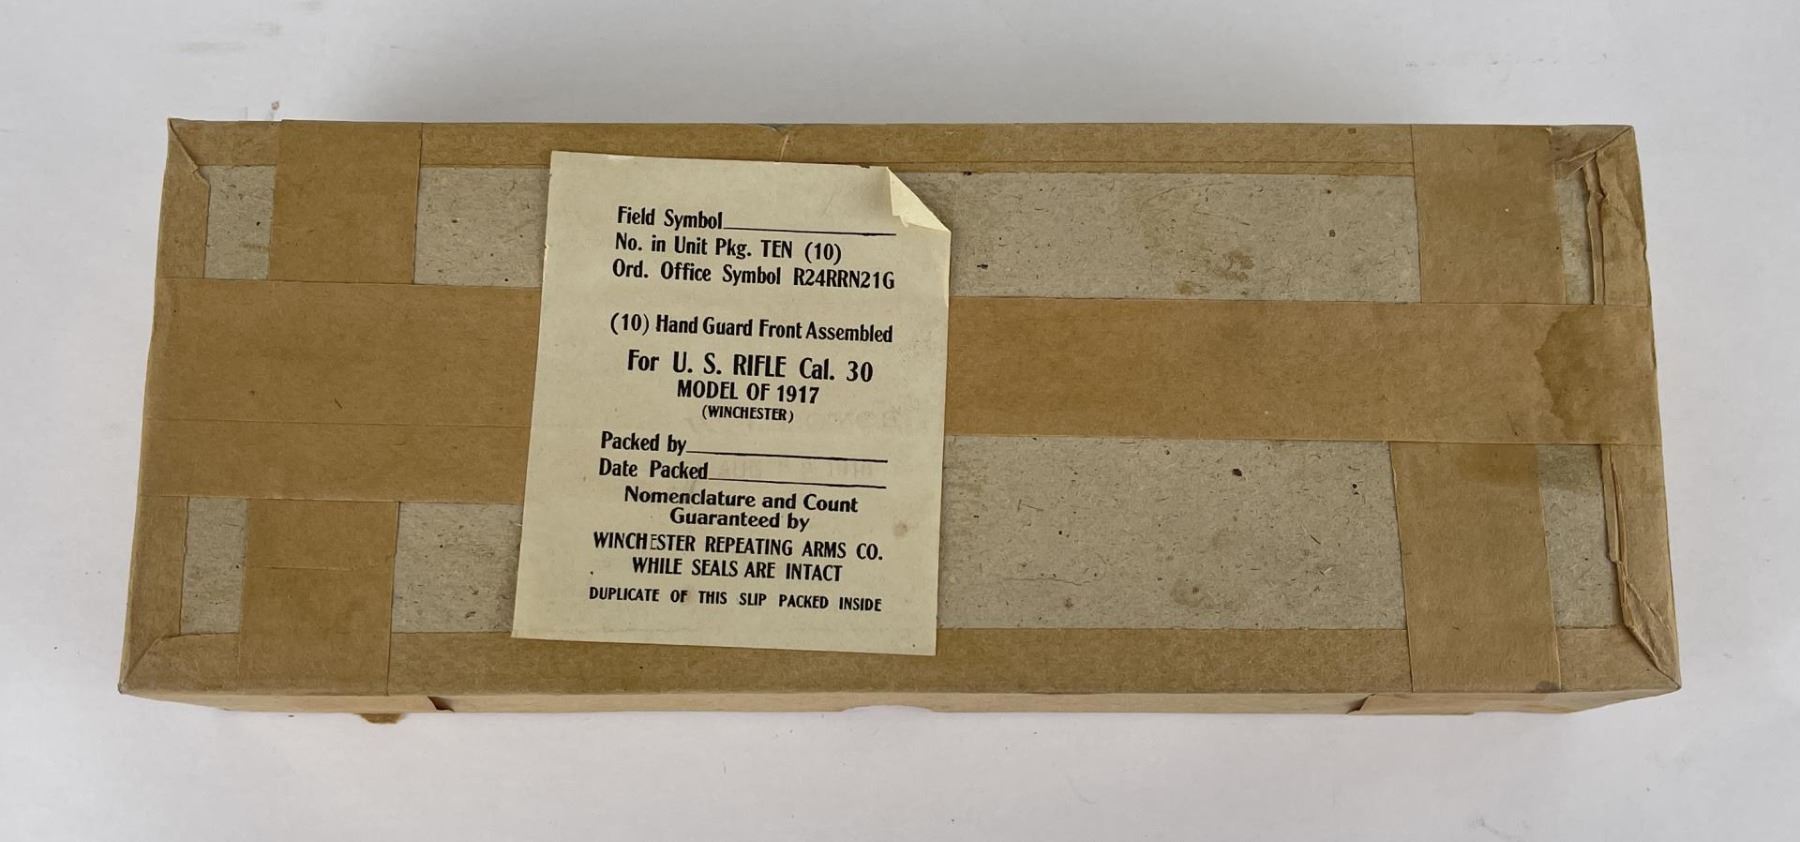 Field Symbol
No. in Unit Pkg. TEN (10)
Ord. Office Symbol R24RRN21G
(10) Hand Guard Front Assembled
For U. S. RIFLE Cal. 30
MODEL OF 1917
(WINCHESTER)
Packed by
Date Packed
Nomenclature and Count
Guaranteed by
WINCHESTER REPEATING ARMS CO.
WHILE SEALS ARE INTACT
DUPLICATE OF THIS SLIP PACKED INSIDE